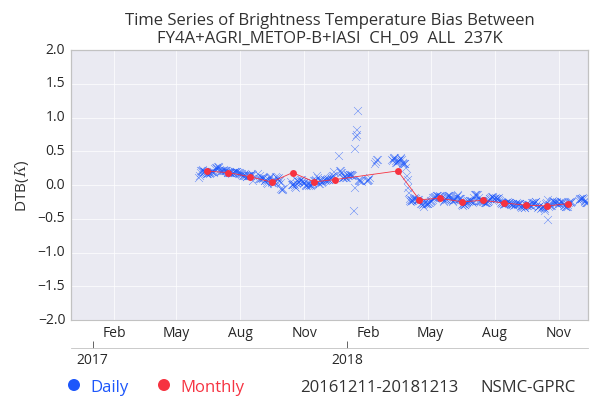 Time Series of Brightness Temperature Bias Between
FY4A+AGRI_METOP-B+IASI CH_09 ALL 237K
2.0
1.5
1.0
0.5
0.0
−0.5
−1.0
−1.5
−2.0
DTB(K)
Feb May Aug Nov Feb May Aug Nov
2017 2018
Daily Monthly 20161211-20181213 NSMC-GPRC